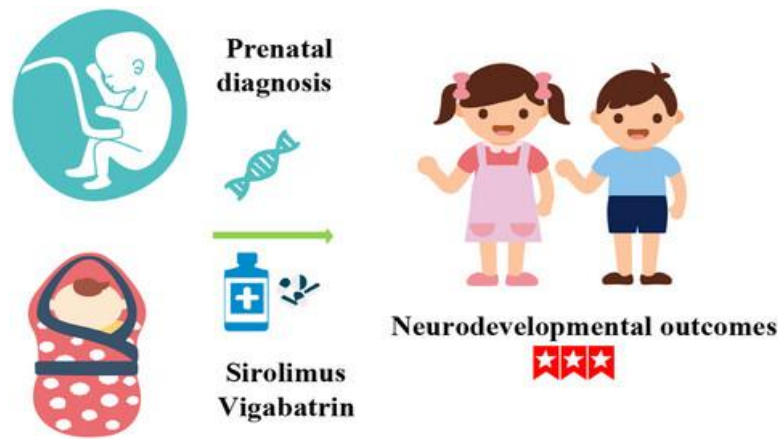 Prenatal
diagnosis
Sirolimus
Vigabatrin
Neurodevelopmental outcomes